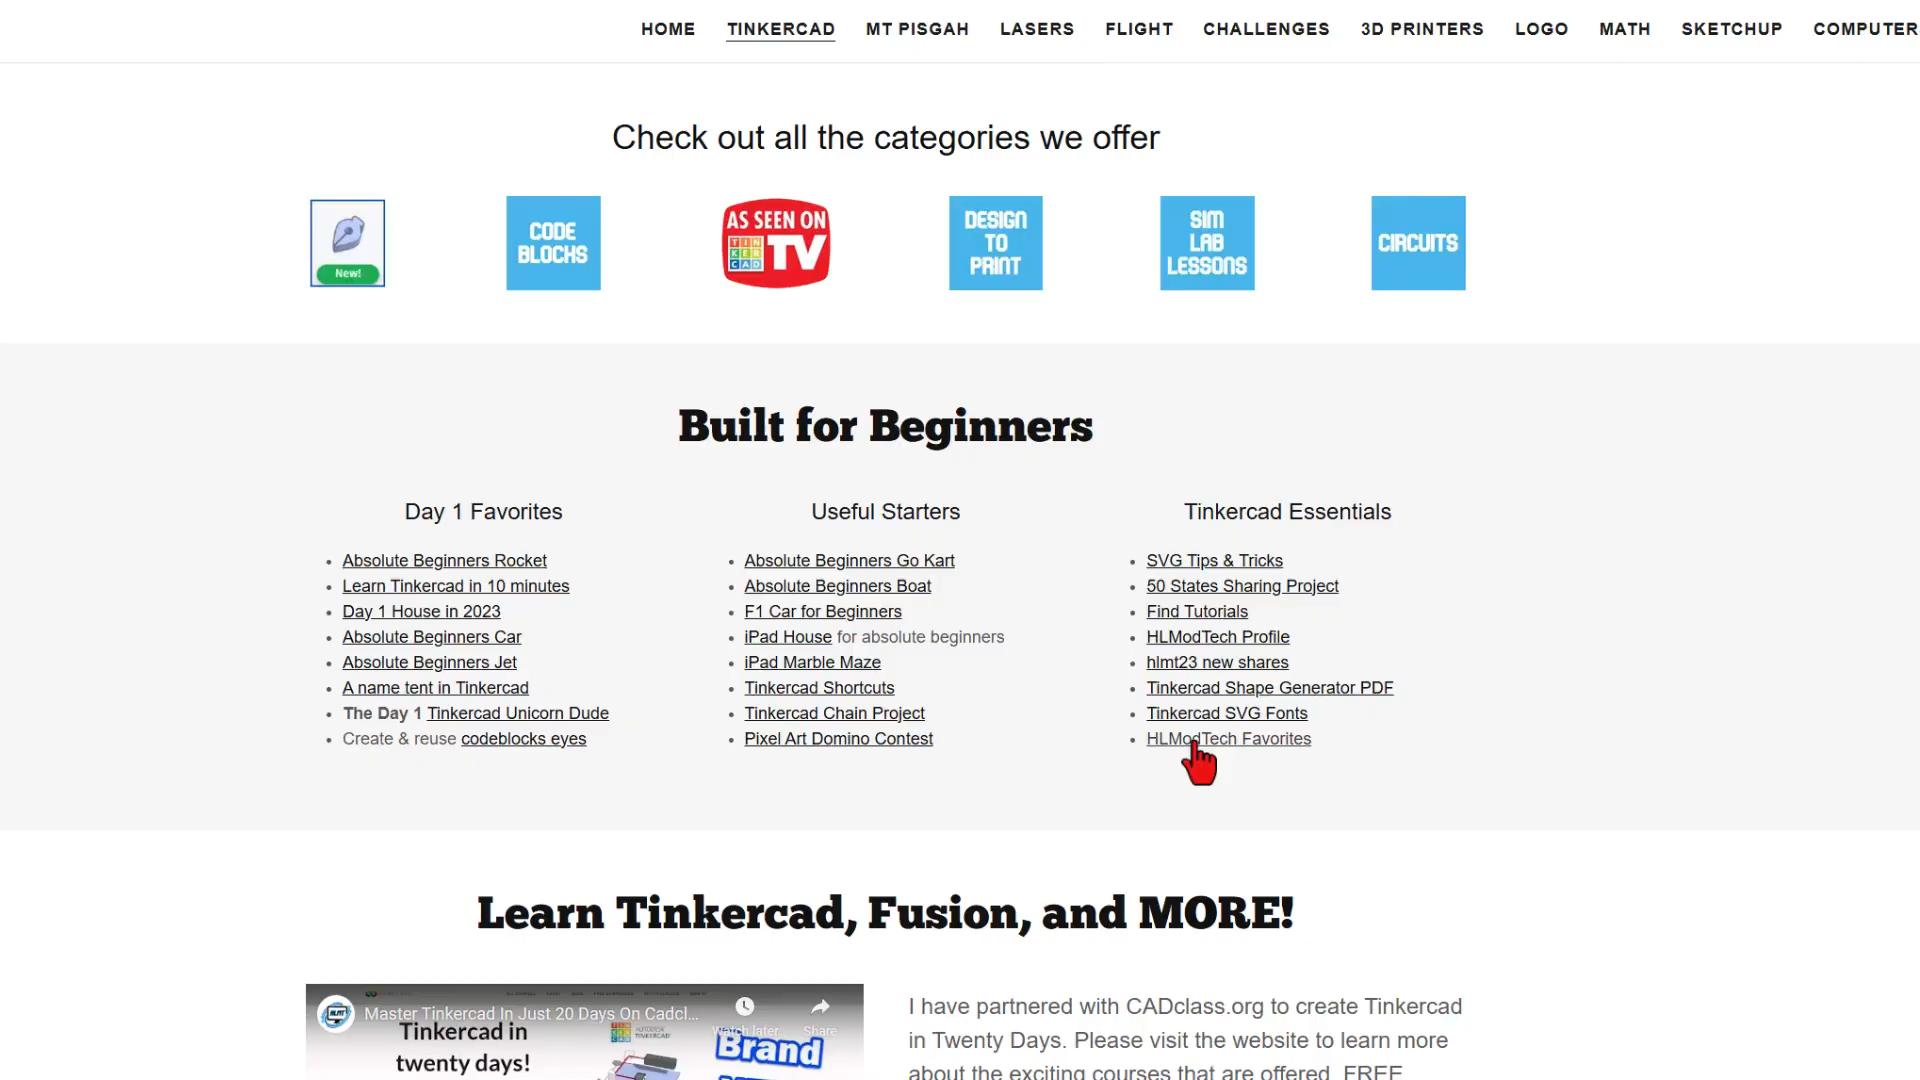 HOME TINKERCAD MT PISGAH LASERS FLIGHT CHALLENGES 3D PRINTERS LOGO MATH SKETCHUP COMPUTER
Check out all the categories we offer
New!
CODE
BLOCKS
AS SEEN ON
TIN
KER
CAD
TV
DESIGN
TO
PRINT
SIM
LAB
LESSONS
CIRCUITS
Built for Beginners
Day 1 Favorites
Absolute Beginners Rocket
Learn Tinkercad in 10 minutes
Day 1 House in 2023
Absolute Beginners Car
Absolute Beginners Jet
A name tent in Tinkercad
The Day 1 Tinkercad Unicorn Dude
Create & reuse codeblocks eyes
Useful Starters
Absolute Beginners Go Kart
Absolute Beginners Boat
F1 Car for Beginners
iPad House for absolute beginners
iPad Marble Maze
Tinkercad Shortcuts
Tinkercad Chain Project
Pixel Art Domino Contest
Tinkercad Essentials
SVG Tips & Tricks
50 States Sharing Project
Find Tutorials
HLModTech Profile
hlmt23 new shares
Tinkercad Shape Generator PDF
Tinkercad SVG Fonts
HLModTech Favorites
Learn Tinkercad, Fusion, and MORE!
Master Tinkercad In Just 20 Days On Cadcl...
Watch later
Share
Tinkercad in
twenty days!
AUTODESK
TINKERCAD
Brand
I have partnered with CADclass.org to create Tinkercad
in Twenty Days. Please visit the website to learn more
about the exciting courses that are offered. FREE